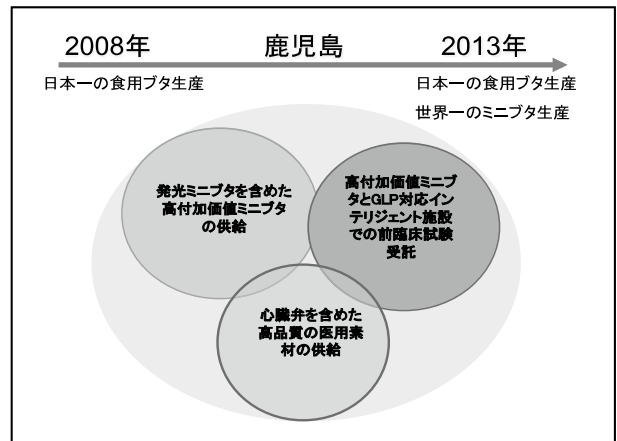 2008年 鹿児島 2013年
日本一の食用ブタ生産 日本一の食用ブタ生産
世界一のミニブタ生産
発光ミニブタを含めた
高付加価値ミニブタ
の供給
高付加価値ミニブ
タとGLP対応イン
テリジェント施設
での前臨床試験
受託
心臓弁を含めた
高品質の医用素
材の供給